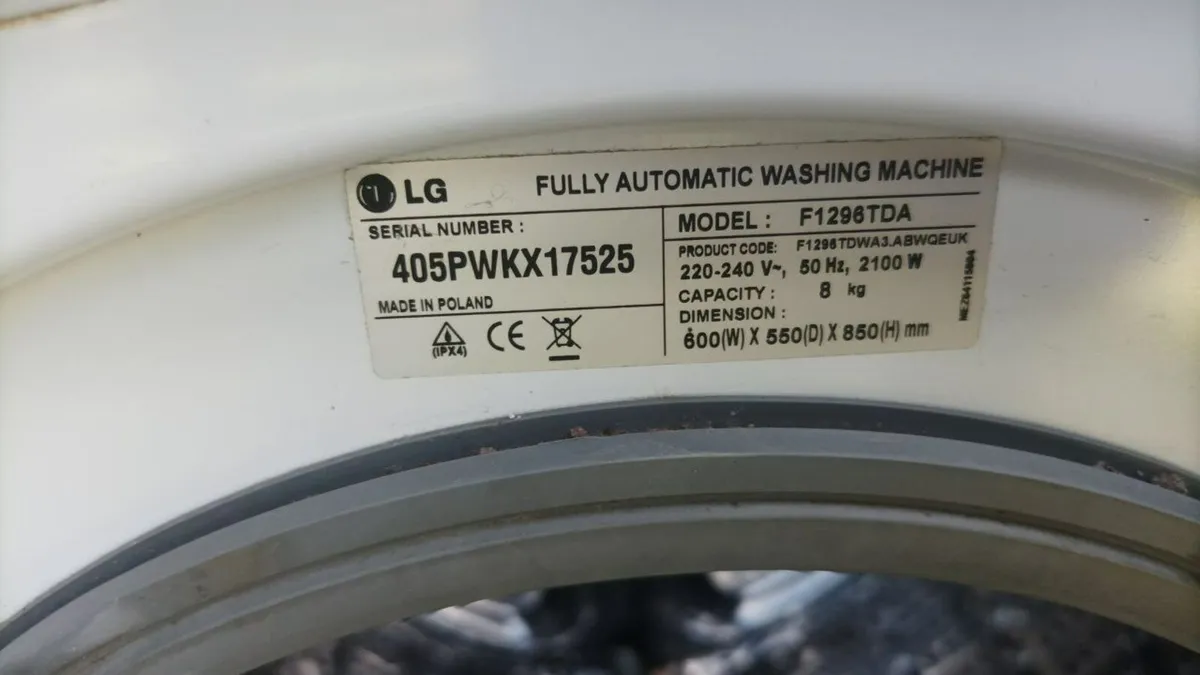 LG FULLY AUTOMATIC WASHING MACHINE
SERIAL NUMBER :
405PWKX17525
MADE IN POLAND
(IPX4) CE
MODEL : F1296TDA
PRODUCT CODE: F1296TDWA3.ABWQEUK
220-240 V~, 50 Hz, 2100 W
CAPACITY : 8 kg
DIMENSION :
600(W) X 550(D) X 850(H) mm